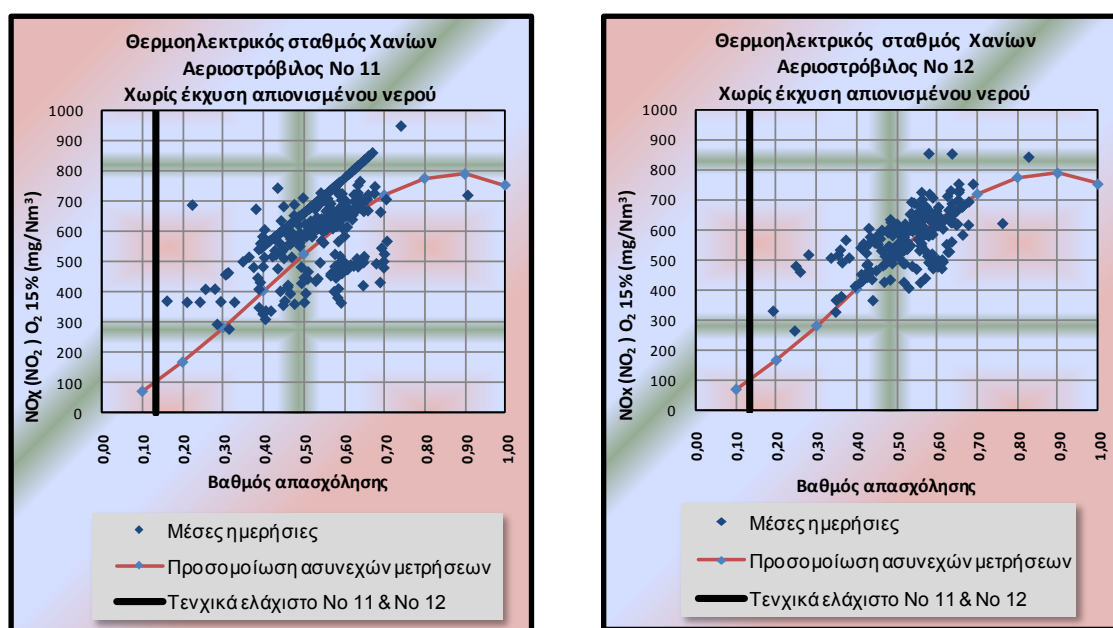 Θερμοηλεκτρικός σταθμός Χανίων
Αεριοστρόβιλος Νο 11
Χωρίς έκχυση απιονισμένου νερού
NOx (NO₂) O₂ 15% (mg/Nm³)
1000
900
800
700
600
500
400
300
200
100
0
0,00
0,10
0,20
0,30
0,40
0,50
0,60
0,70
0,80
0,90
1,00
Βαθμός απασχόλησης
Μέσες ημερήσιες
Προσομοίωση ασυνεχών μετρήσεων
Τενχικά ελάχιστο Νο 11 & Νο 12
Θερμοηλεκτρικός σταθμός Χανίων
Αεριοστρόβιλος Νο 12
Χωρίς έκχυση απιονισμένου νερού
NOx (NO₂) O₂ 15% (mg/Nm³)
1000
900
800
700
600
500
400
300
200
100
0
0,00
0,10
0,20
0,30
0,40
0,50
0,60
0,70
0,80
0,90
1,00
Βαθμός απασχόλησης
Μέσες ημερήσιες
Προσομοίωση ασυνεχών μετρήσεων
Τενχικά ελάχιστο Νο 11 & Νο 12